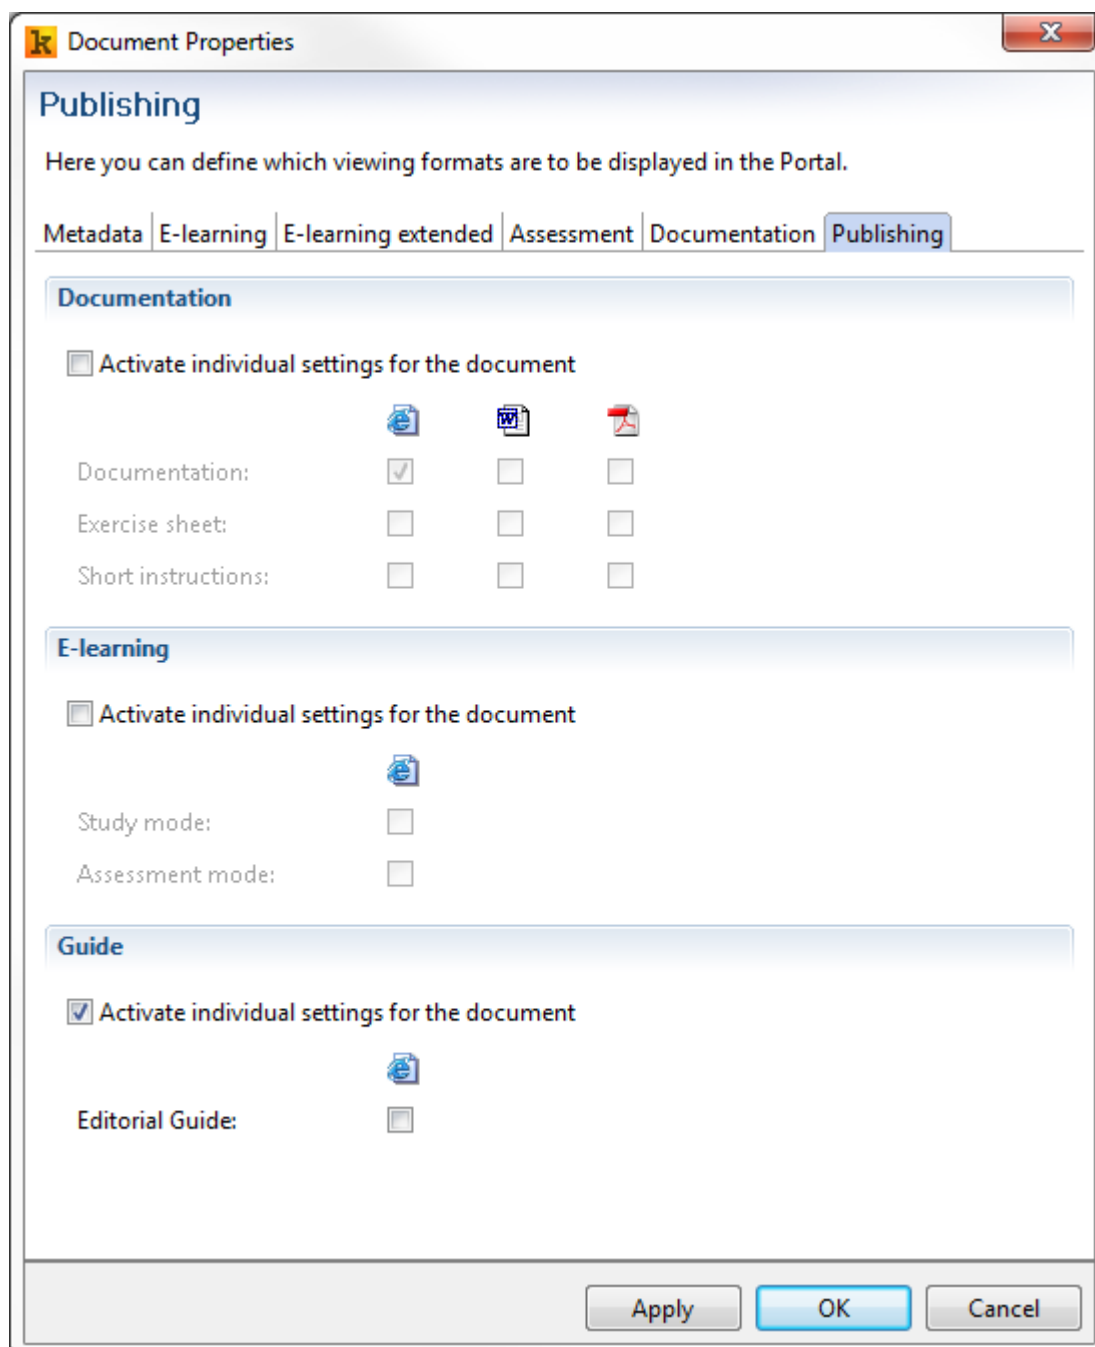 Document Properties
Publishing
Here you can define which viewing formats are to be displayed in the Portal.
Metadata E-learning E-learning extended Assessment Documentation Publishing
Documentation
Activate individual settings for the document
Documentation:
Exercise sheet:
Short instructions:
E-learning
Activate individual settings for the document
Study mode:
Assessment mode:
Guide
Activate individual settings for the document
Editorial Guide:
Apply OK Cancel